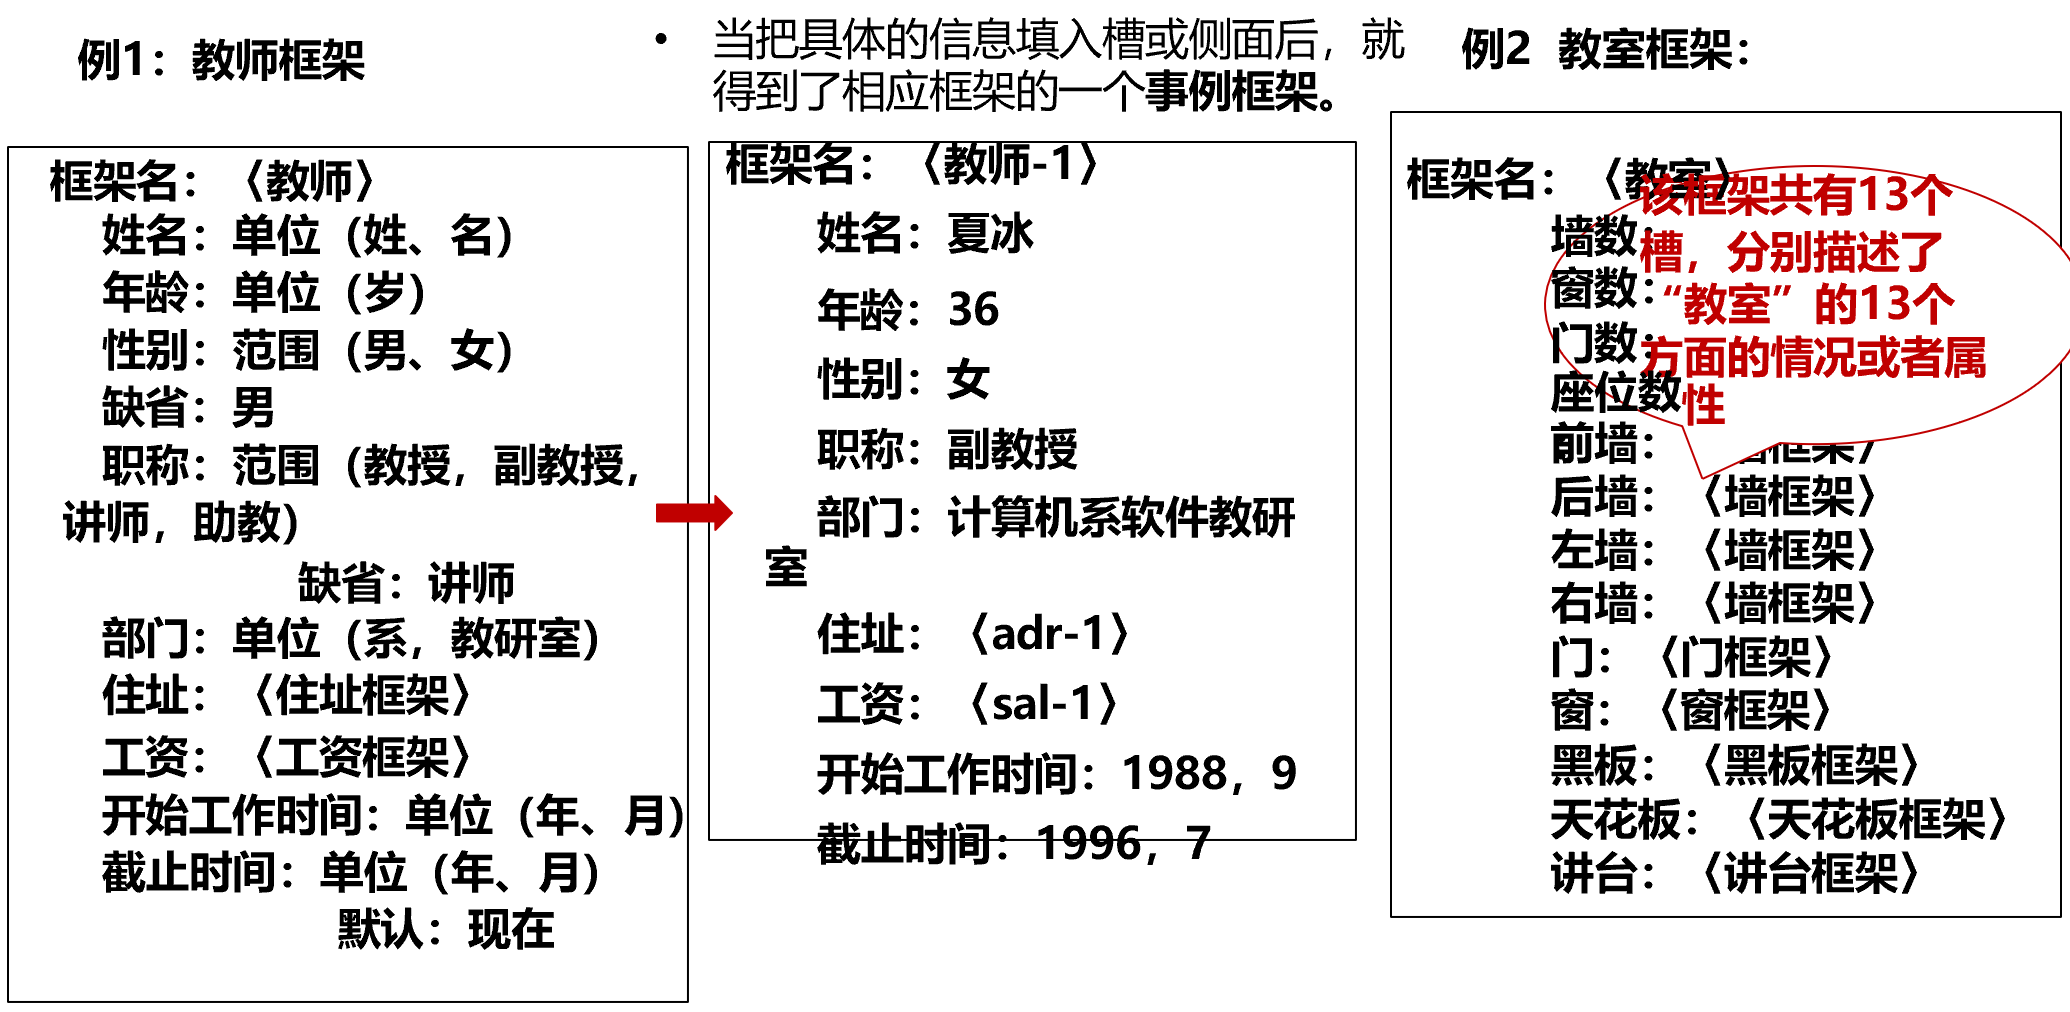 例1：教师框架
框架名：〈教师〉
姓名：单位（姓、名）
年龄：单位（岁）
性别：范围（男、女）
缺省：男
职称：范围（教授，副教授，
讲师，助教）
缺省：讲师
部门：单位（系，教研室）
住址：〈住址框架〉
工资：〈工资框架〉
开始工作时间：单位（年、月）
截止时间：单位（年、月）
默认：现在
• 当把具体的信息填入槽或侧面后，就
得到了相应框架的一个事例框架。
框架名：〈教师-1〉
姓名：夏冰
年龄：36
性别：女
职称：副教授
部门：计算机系软件教研
室
住址：〈adr-1〉
工资：〈sal-1〉
开始工作时间：1988，9
截止时间：1996，7
例2 教室框架：
框架名：〈教室〉
墙数：
窗数：
门数：
座位数
前墙：〈墙框架〉
后墙：〈墙框架〉
左墙：〈墙框架〉
右墙：〈墙框架〉
门：〈门框架〉
窗：〈窗框架〉
黑板：〈黑板框架〉
天花板：〈天花板框架〉
讲台：〈讲台框架〉
该框架共有13个
槽，分别描述了
“教室”的13个
方面的情况或者属
性